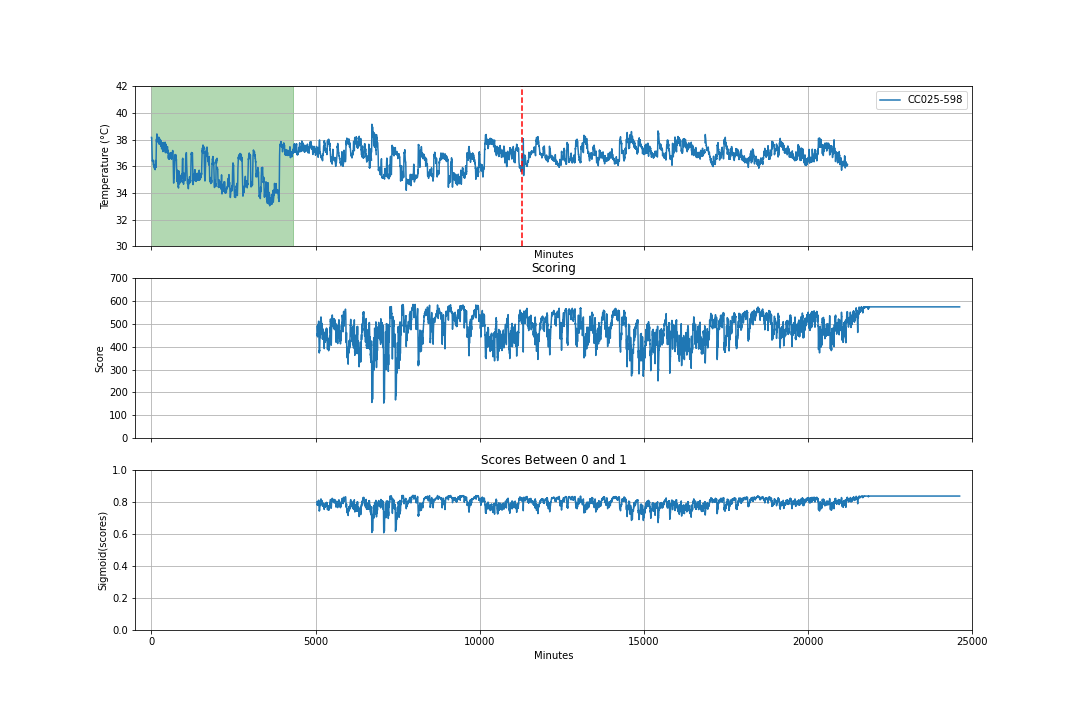 42
40
38
36
34
32
30
Temperature (°C)
CC025-598
Minutes
Scoring
700
600
500
400
300
200
100
0
Score
Scores Between 0 and 1
1.0
0.8
0.6
0.4
0.2
0.0
Sigmoid(scores)
0 5000 10000 15000 20000 25000
Minutes